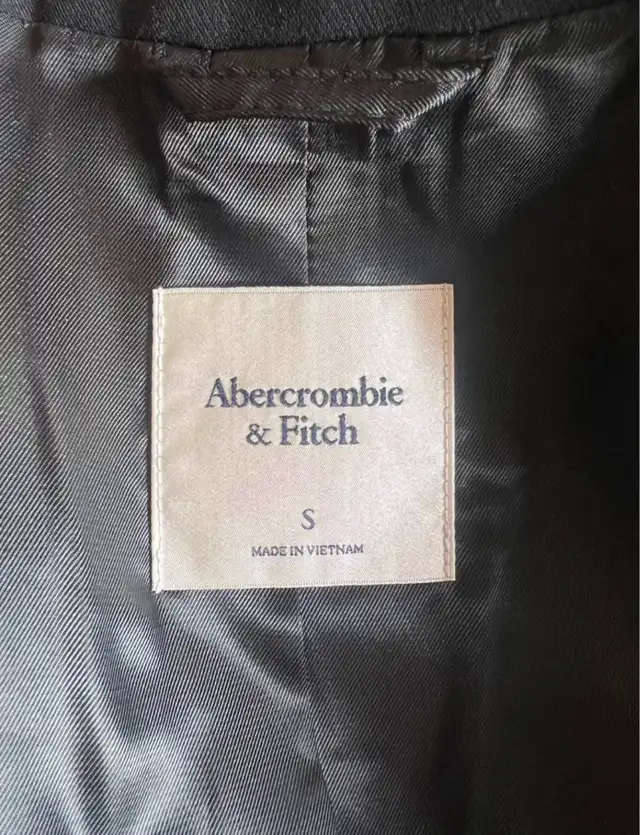 Abercrombie
& Fitch
S
MADE IN VIETNAM